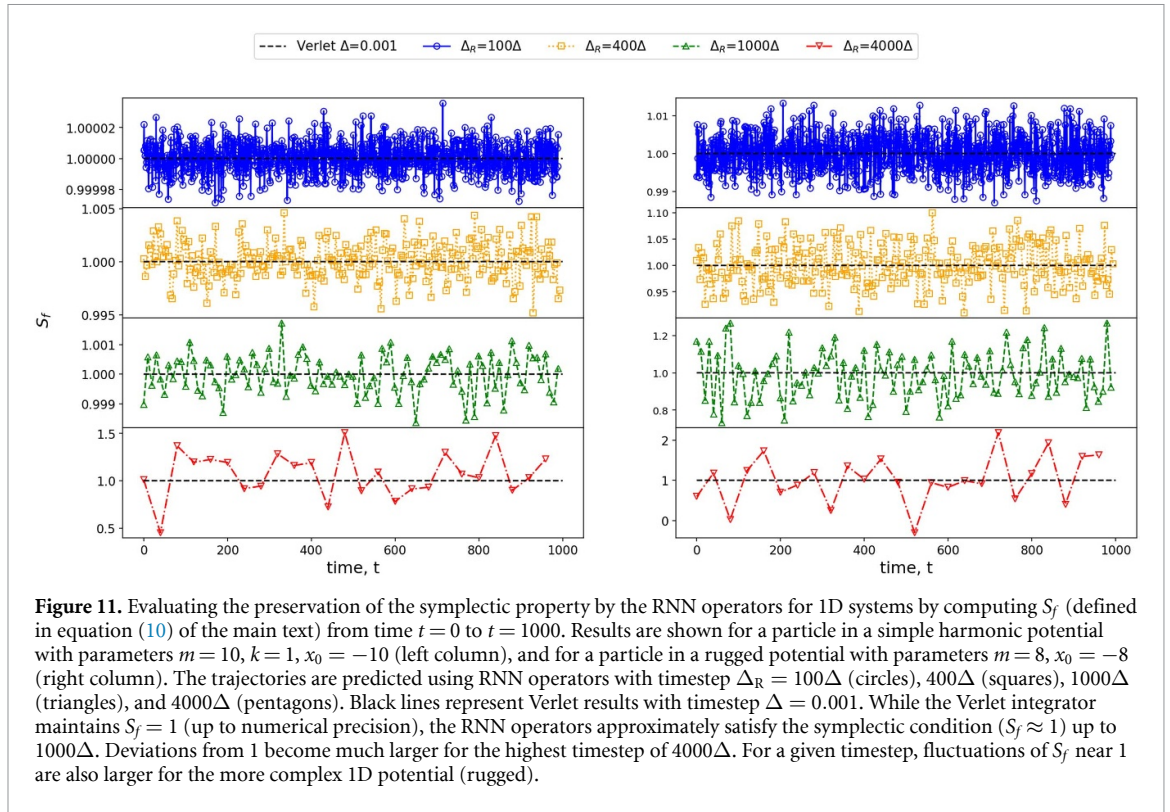 Verlet Δ=0.001 Δ_R=100Δ Δ_R=400Δ Δ_R=1000Δ Δ_R=4000Δ
S_f
1.00002
1.00000
0.99998
1.005
1.000
0.995
1.001
1.000
0.999
1.5
1.0
0.5
0 200 400 600 800 1000
time, t
1.01
1.00
0.99
1.10
1.05
1.00
0.95
1.2
1.0
0.8
2
1
0
0 200 400 600 800 1000
time, t
Figure 11. Evaluating the preservation of the symplectic property by the RNN operators for 1D systems by computing S_f (defined
in equation (10) of the main text) from time t = 0 to t = 1000. Results are shown for a particle in a simple harmonic potential
with parameters m = 10, k = 1, x_0 = −10 (left column), and for a particle in a rugged potential with parameters m = 8, x_0 = −8
(right column). The trajectories are predicted using RNN operators with timestep Δ_R = 100Δ (circles), 400Δ (squares), 1000Δ
(triangles), and 4000Δ (pentagons). Black lines represent Verlet results with timestep Δ = 0.001. While the Verlet integrator
maintains S_f = 1 (up to numerical precision), the RNN operators approximately satisfy the symplectic condition (S_f ≈ 1) up to
1000Δ. Deviations from 1 become much larger for the highest timestep of 4000Δ. For a given timestep, fluctuations of S_f near 1
are also larger for the more complex 1D potential (rugged).